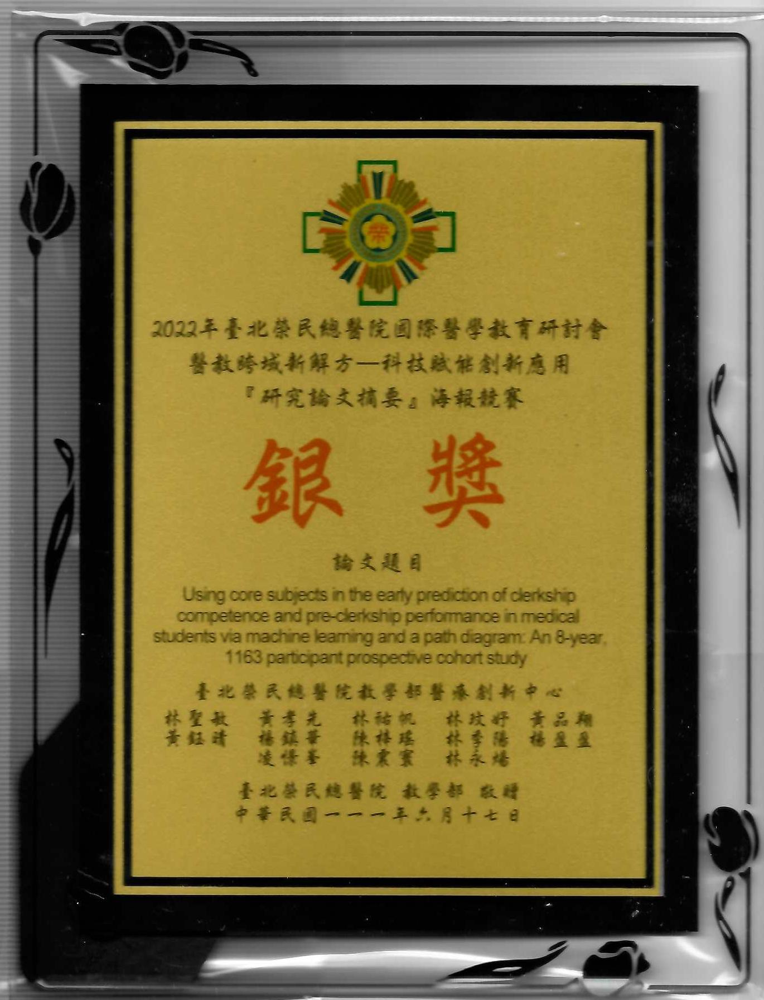 榮
2022年臺北榮民總醫院国際醫學教育研討會
醫教跨域新解方—科技賦能創新應用
『研究論文摘要』海報競賽
銀 獎
論文題目
Using core subjects in the early prediction of clerkship
competence and pre-clerkship performance in medical
students via machine learning and a path diagram: An 8-year,
1163 participant prospective cohort study
臺北榮民總醫院教學部醫療創新中心
林聖敏 黃孝先 林祐帆 林玟妤 黃品翔
黃鈺晴 楊鎮華 陳 林季陽 楊盈盈
凌憬峯 陳震寰 林永煬
臺北榮民總醫院 教學部 敬贈
中華民国一一一年六月十七日